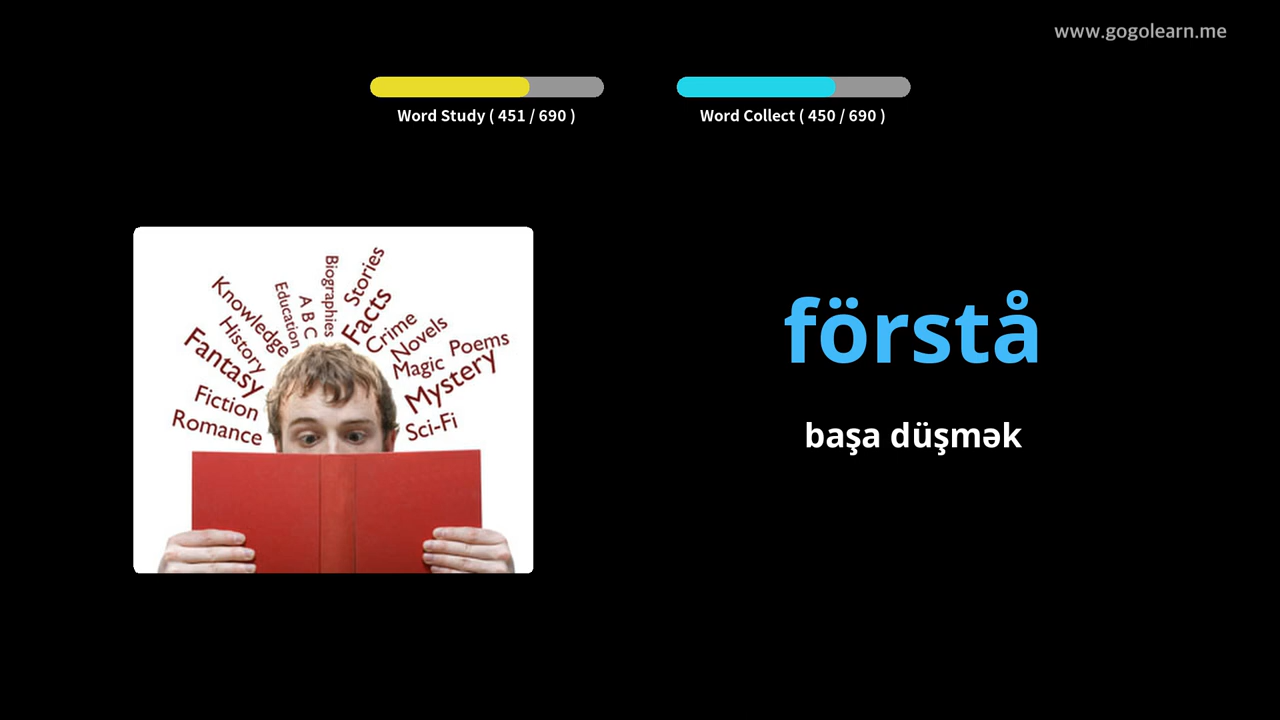 www.gogolearn.me
Word Study ( 451 / 690 )
Word Collect ( 450 / 690 )
förstå
başa düşmək
Biographies
Stories
Education
A B C
Facts
Knowledge
History
Crime
Novels
Poems
Fantasy
Magic
Mystery
Fiction
Romance
Sci-Fi